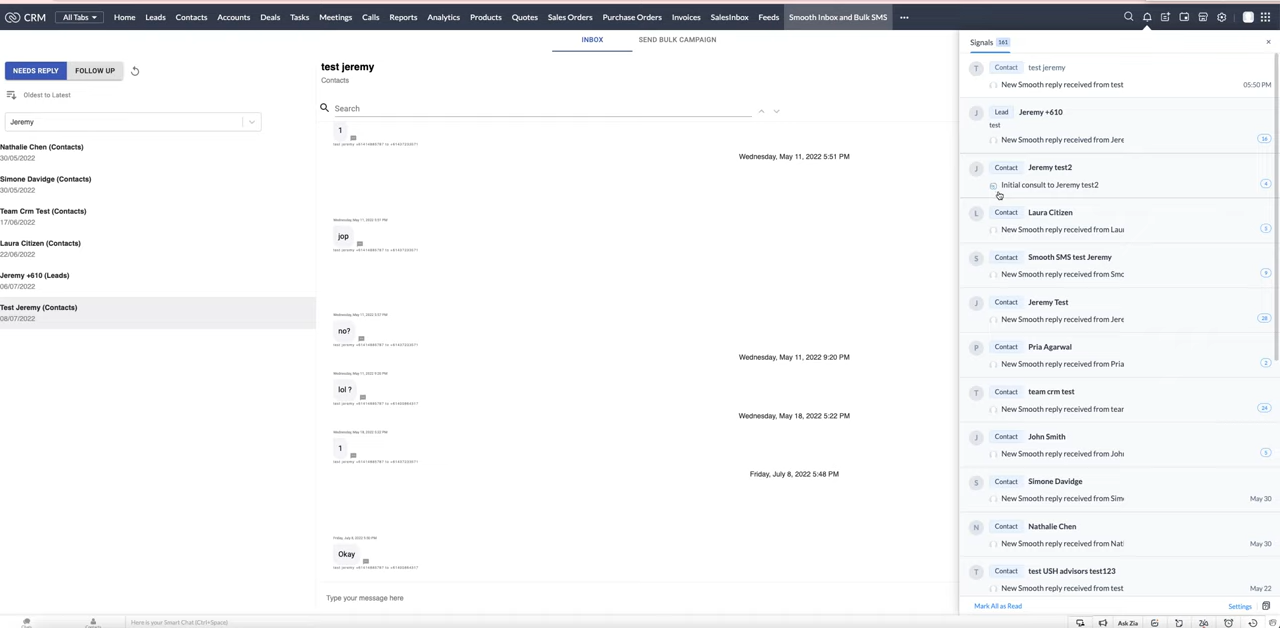 CRM All Tabs Home Leads Contacts Accounts Deals Tasks Meetings Calls Reports Analytics Products Quotes Sales Orders Purchase Orders Invoices SalesInbox Feeds Smooth Inbox and Bulk SMS •••
INBOX SEND BULK CAMPAIGN
NEEDS REPLY FOLLOW UP
Oldest to Latest
Jeremy
Nathalie Chen (Contacts)
30/05/2022
Simone Davidge (Contacts)
30/05/2022
Team Crm Test (Contacts)
17/06/2022
Laura Citizen (Contacts)
22/06/2022
Jeremy +610 (Leads)
06/07/2022
Test Jeremy (Contacts)
08/07/2022
test jeremy
Contacts
Search
1
Wednesday, May 11, 2022 5:51 PM
jop
no?
Wednesday, May 11, 2022 9:20 PM
lol ?
Wednesday, May 18, 2022 5:22 PM
1
Friday, July 8, 2022 5:48 PM
Okay
Type your message here
Signals 161
T Contact test jeremy
New Smooth reply received from test 05:50 PM
J Lead Jeremy +610
test
New Smooth reply received from Jere 16
J Contact Jeremy test2
Initial consult to Jeremy test2 4
L Contact Laura Citizen
New Smooth reply received from Lau 5
S Contact Smooth SMS test Jeremy
New Smooth reply received from Smo 9
J Contact Jeremy Test
New Smooth reply received from Jere 28
P Contact Pria Agarwal
New Smooth reply received from Pria 2
T Contact team crm test
New Smooth reply received from tear 24
J Contact John Smith
New Smooth reply received from Joh 5
S Contact Simone Davidge
New Smooth reply received from Sim May 30
N Contact Nathalie Chen
New Smooth reply received from Nat May 30
T Contact test USH advisors test123
New Smooth reply received from test May 22
Mark All as Read Settings
Here is your Smart Chat (Ctrl+Space) Ask Zia